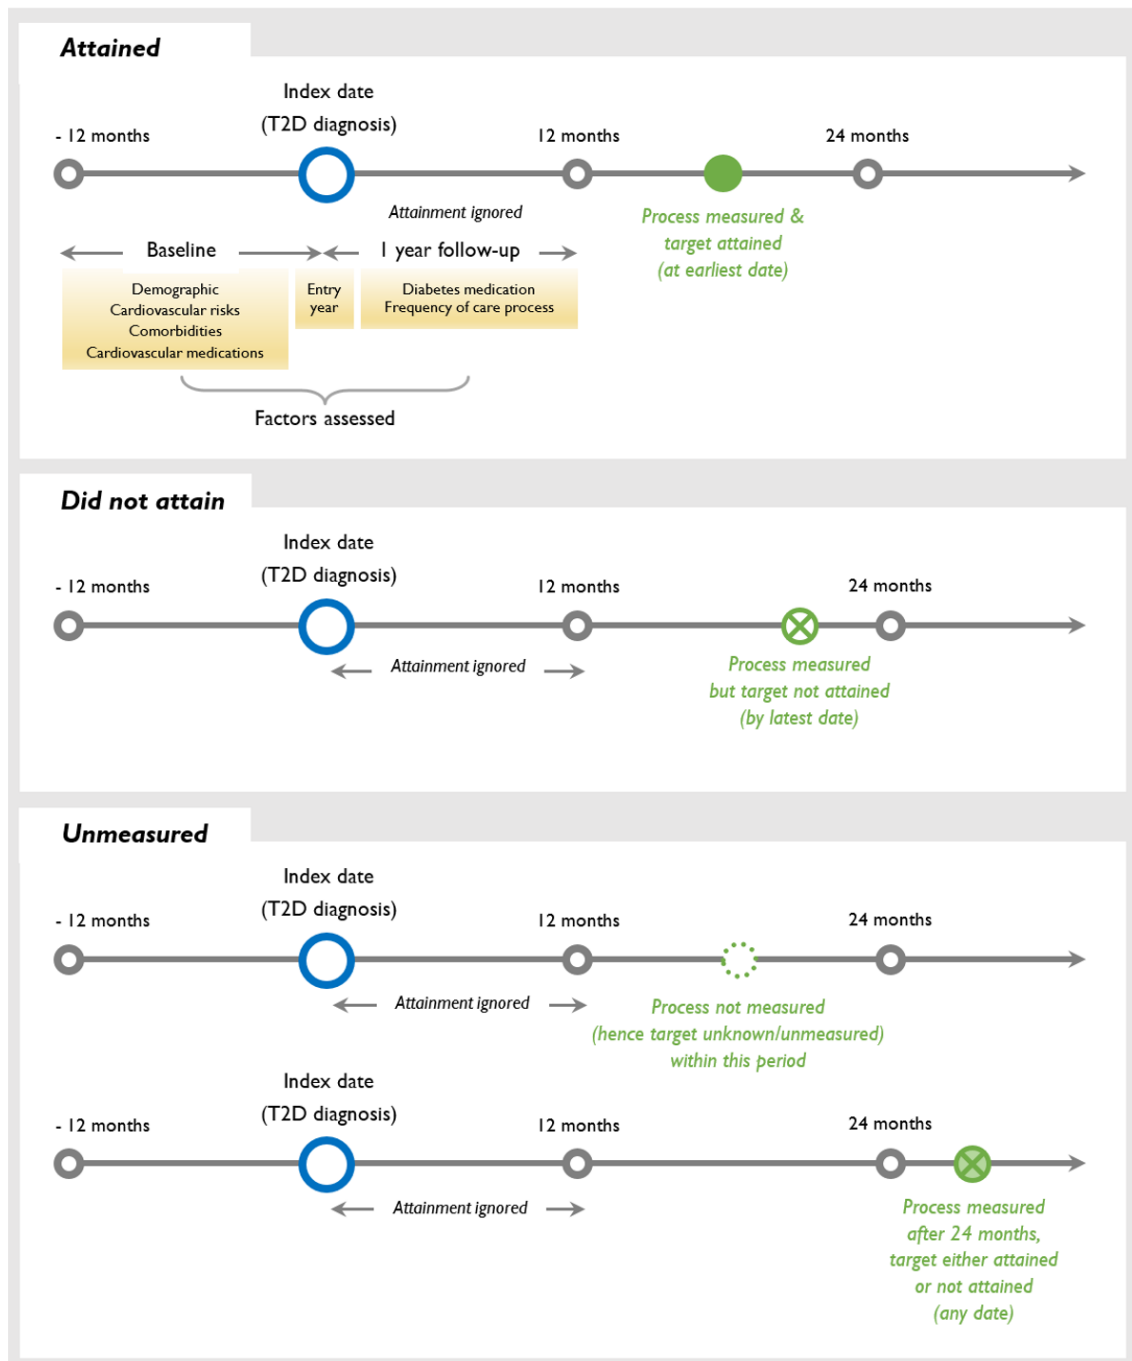 Attained
Index date
(T2D diagnosis)
- 12 months
12 months
24 months
Attainment ignored
Process measured &
target attained
(at earliest date)
Baseline
1 year follow-up
Demographic
Cardiovascular risks
Comorbidities
Cardiovascular medications
Entry
year
Diabetes medication
Frequency of care process
Factors assessed
Did not attain
Index date
(T2D diagnosis)
- 12 months
12 months
24 months
Attainment ignored
Process measured
but target not attained
(by latest date)
Unmeasured
Index date
(T2D diagnosis)
- 12 months
12 months
24 months
Attainment ignored
Process not measured
(hence target unknown/unmeasured)
within this period
Index date
(T2D diagnosis)
- 12 months
12 months
24 months
Attainment ignored
Process measured
after 24 months,
target either attained
or not attained
(any date)